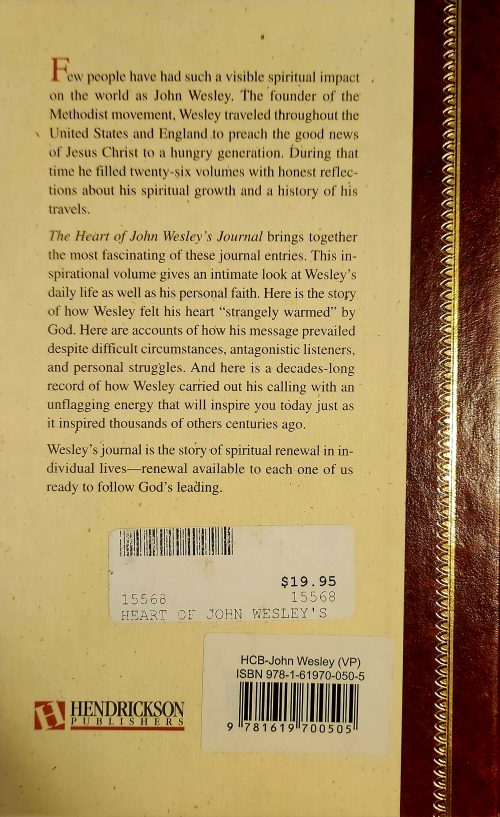 Few people have had such a visible spiritual impact
on the world as John Wesley. The founder of the
Methodist movement, Wesley traveled throughout the
United States and England to preach the good news
of Jesus Christ to a hungry generation. During that
time he filled twenty-six volumes with honest reflec-
tions about his spiritual growth and a history of his
travels.
The Heart of John Wesley's Journal brings together
the most fascinating of these journal entries. This in-
spirational volume gives an intimate look at Wesley's
daily life as well as his personal faith. Here is the story
of how Wesley felt his heart “strangely warmed” by
God. Here are accounts of how his message prevailed
despite difficult circumstances, antagonistic listeners,
and personal struggles. And here is a decades-long
record of how Wesley carried out his calling with an
unflagging energy that will inspire you today just as
it inspired thousands of others centuries ago.
Wesley's journal is the story of spiritual renewal in in-
dividual lives—renewal available to each one of us
ready to follow God's leading.
$19.95
15568 15568
HEART OF JOHN WESLEY'S
HCB-John Wesley (VP)
ISBN 978-1-61970-050-5
9 781619 700505
H HENDRICKSON
PUBLISHERS